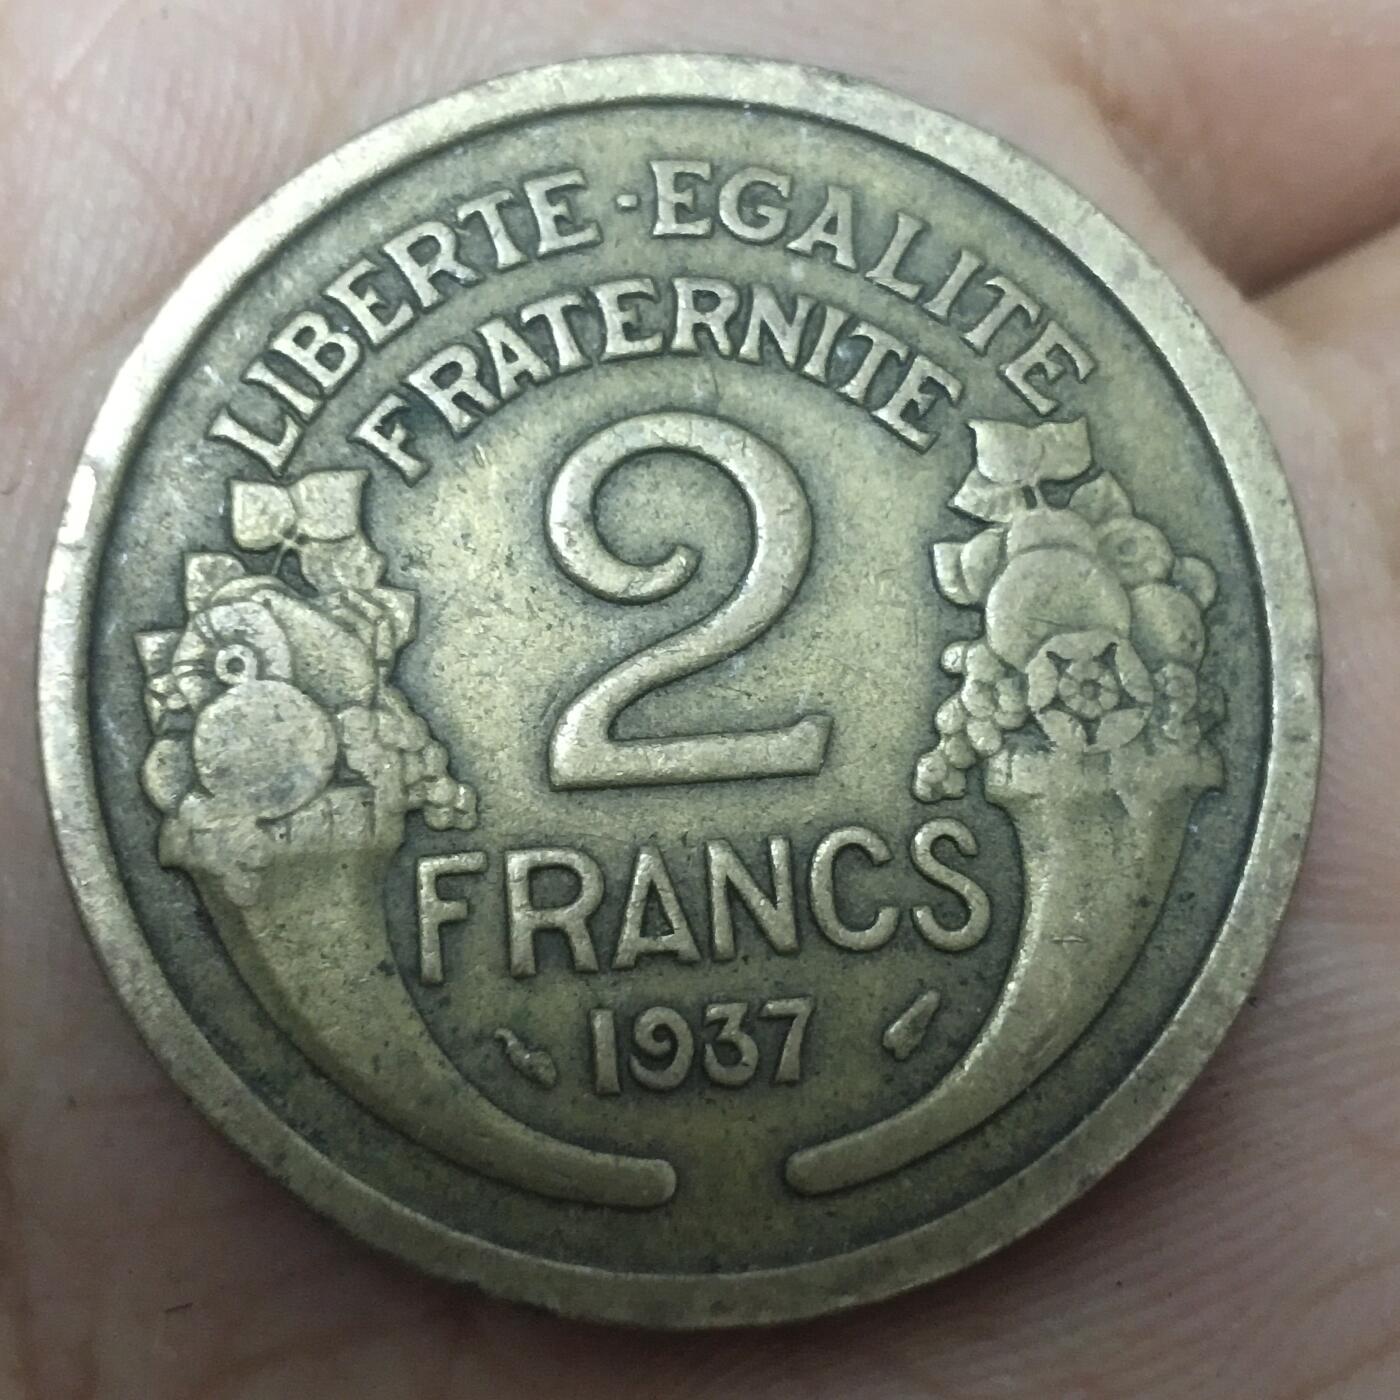 LIBERTE·EGALITE
FRATERNITE
2
FRANCS
1937